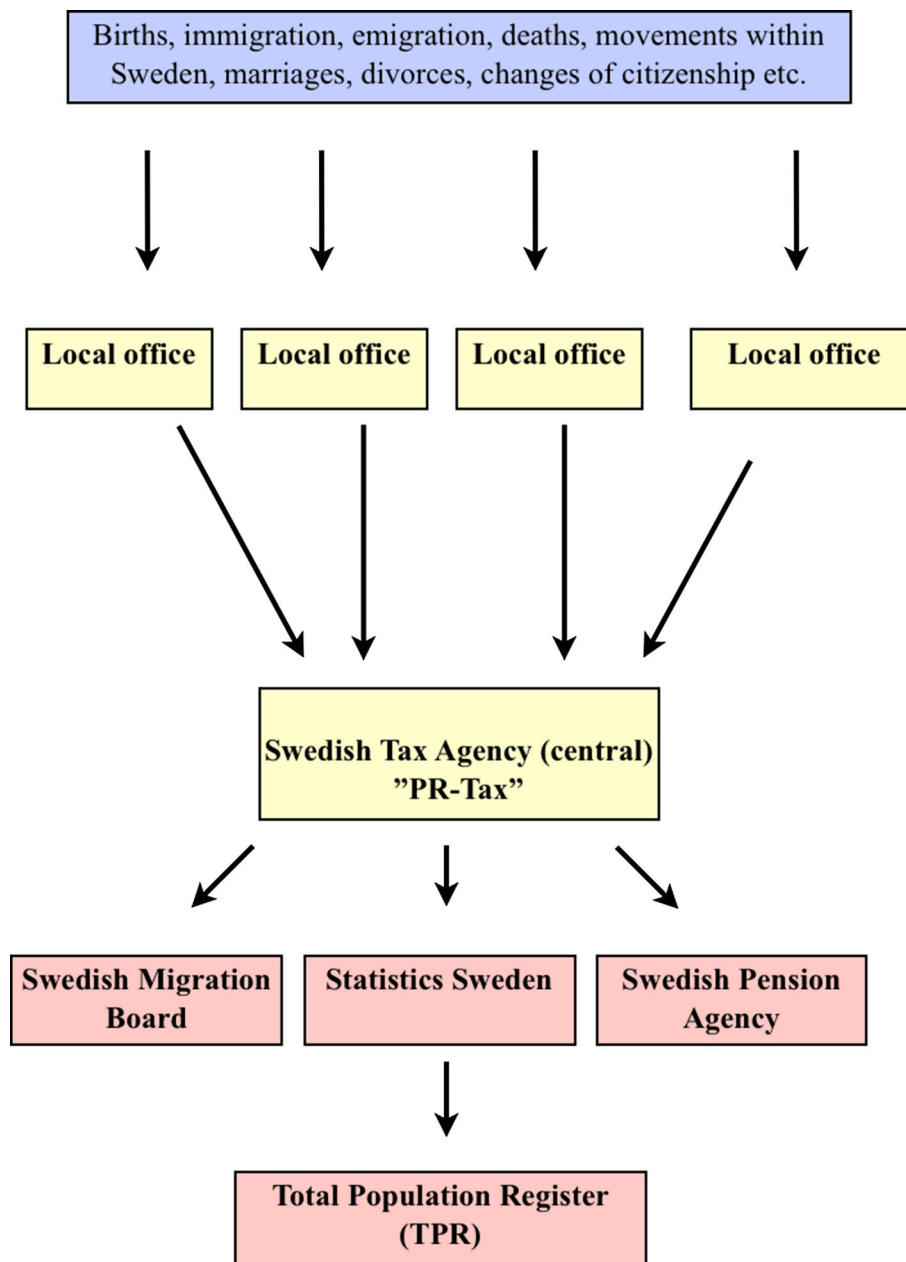 Births, immigration, emigration, deaths, movements within
Sweden, marriages, divorces, changes of citizenship etc.
Local office
Local office
Local office
Local office
Swedish Tax Agency (central)
”PR-Tax”
Swedish Migration
Board
Statistics Sweden
Swedish Pension
Agency
Total Population Register
(TPR)